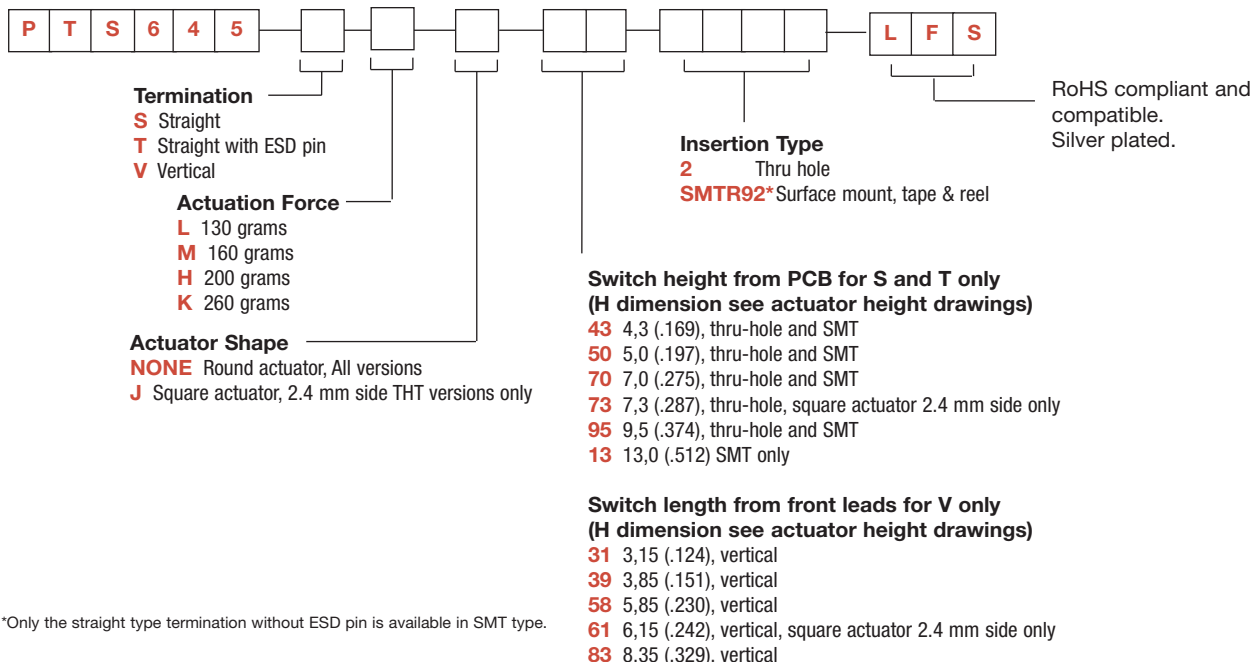 P T S 6 4 5 L F S
Termination
S Straight
T Straight with ESD pin
V Vertical
Actuation Force
L 130 grams
M 160 grams
H 200 grams
K 260 grams
Actuator Shape
NONE Round actuator, All versions
J Square actuator, 2.4 mm side THT versions only
Insertion Type
2 Thru hole
SMTR92* Surface mount, tape & reel
RoHS compliant and
compatible.
Silver plated.
Switch height from PCB for S and T only
(H dimension see actuator height drawings)
43 4,3 (.169), thru-hole and SMT
50 5,0 (.197), thru-hole and SMT
70 7,0 (.275), thru-hole and SMT
73 7,3 (.287), thru-hole, square actuator 2.4 mm side only
95 9,5 (.374), thru-hole and SMT
13 13,0 (.512) SMT only
Switch length from front leads for V only
(H dimension see actuator height drawings)
31 3,15 (.124), vertical
39 3,85 (.151), vertical
58 5,85 (.230), vertical
61 6,15 (.242), vertical, square actuator 2.4 mm side only
83 8,35 (.329), vertical
*Only the straight type termination without ESD pin is available in SMT type.